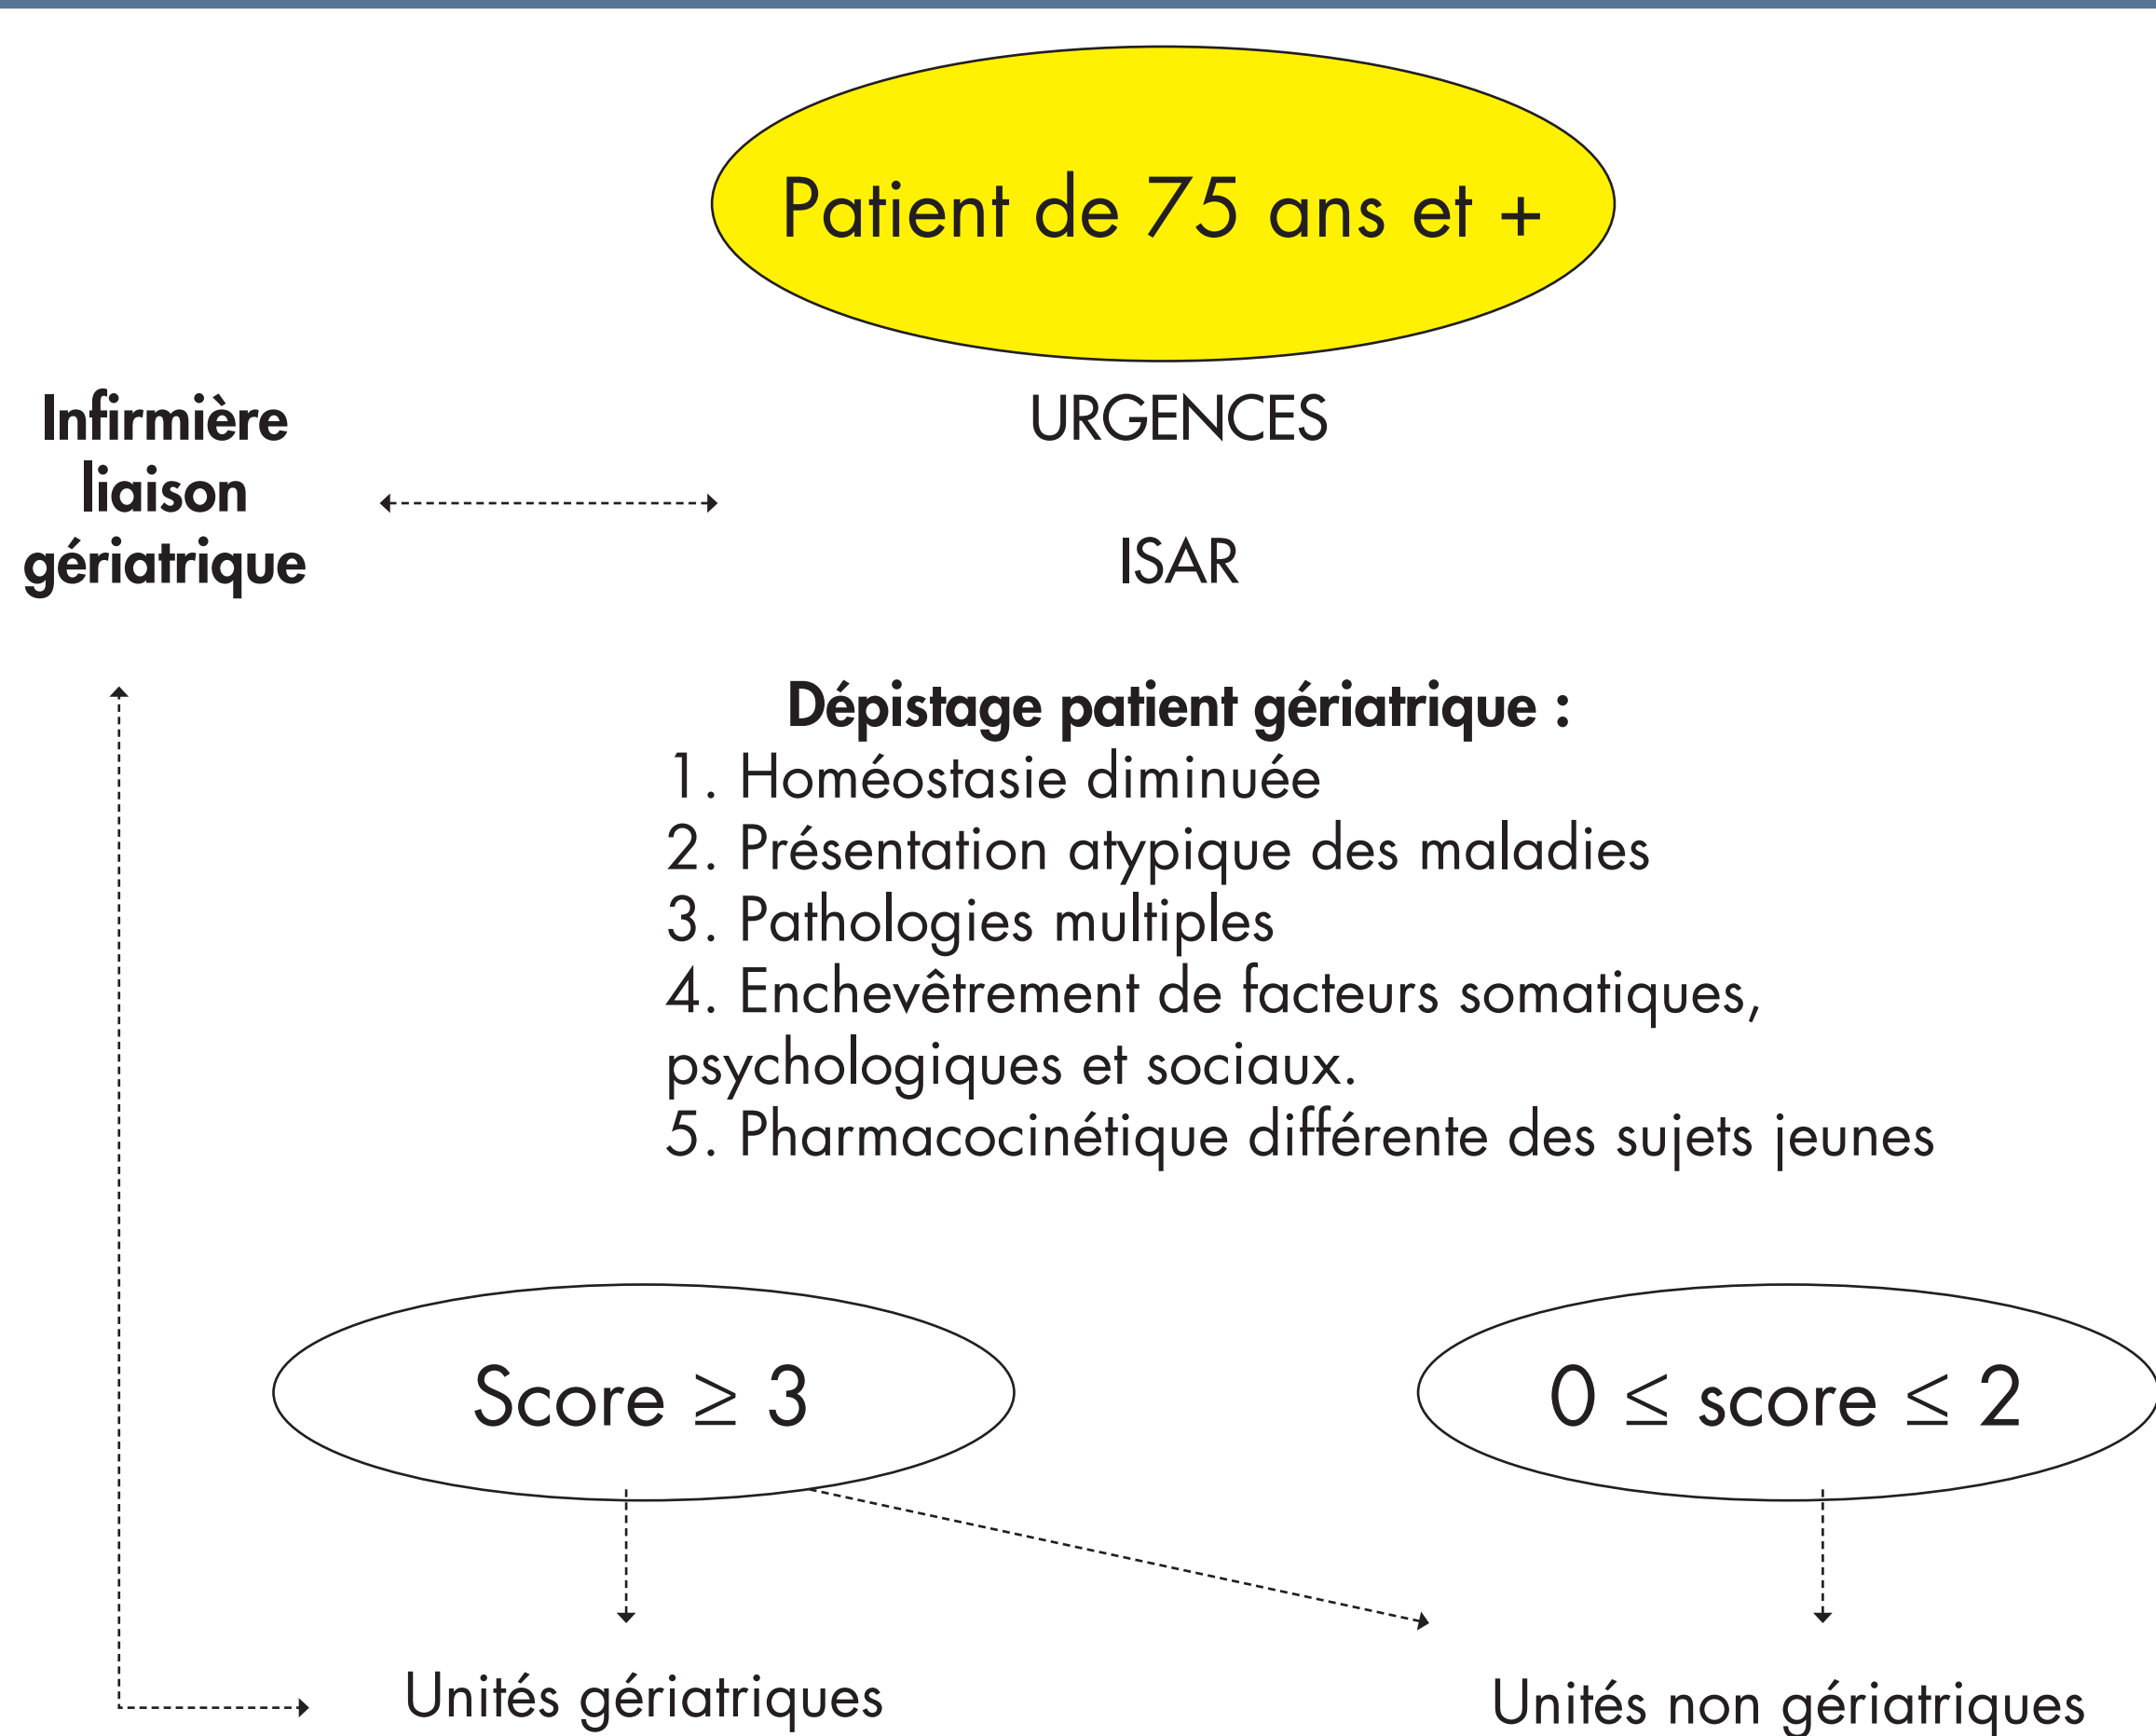 Patient de 75 ans et +
Infirmière
liaison
gériatrique
URGENCES
ISAR
Dépistage patient gériatrique :
1. Homéostasie diminuée
2. Présentation atypique des maladies
3. Pathologies multiples
4. Enchevêtrement de facteurs somatiques,
psychologiques et sociaux.
5. Pharmacocinétique différente des sujets jeunes
Score ≥ 3
0 ≤ score ≤ 2
Unités gériatriques
Unités non gériatriques